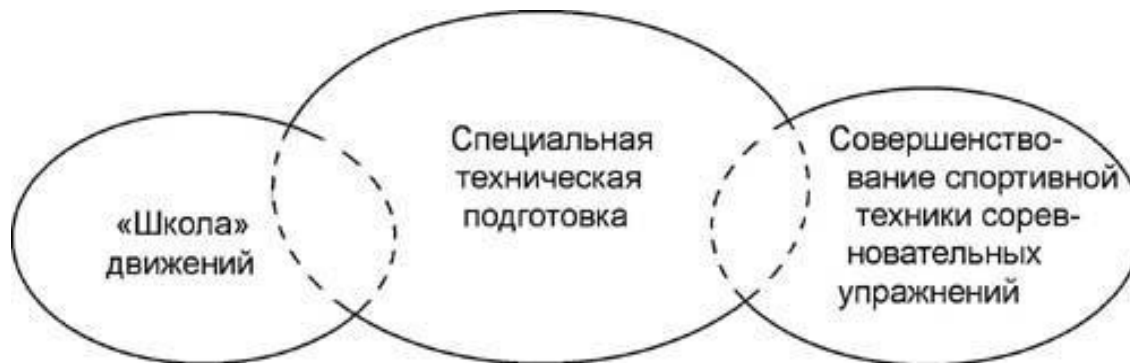 «Школа»
движений
Специальная
техническая
подготовка
Совершенство-
вание спортивной
техники сорев-
новательных
упражнений